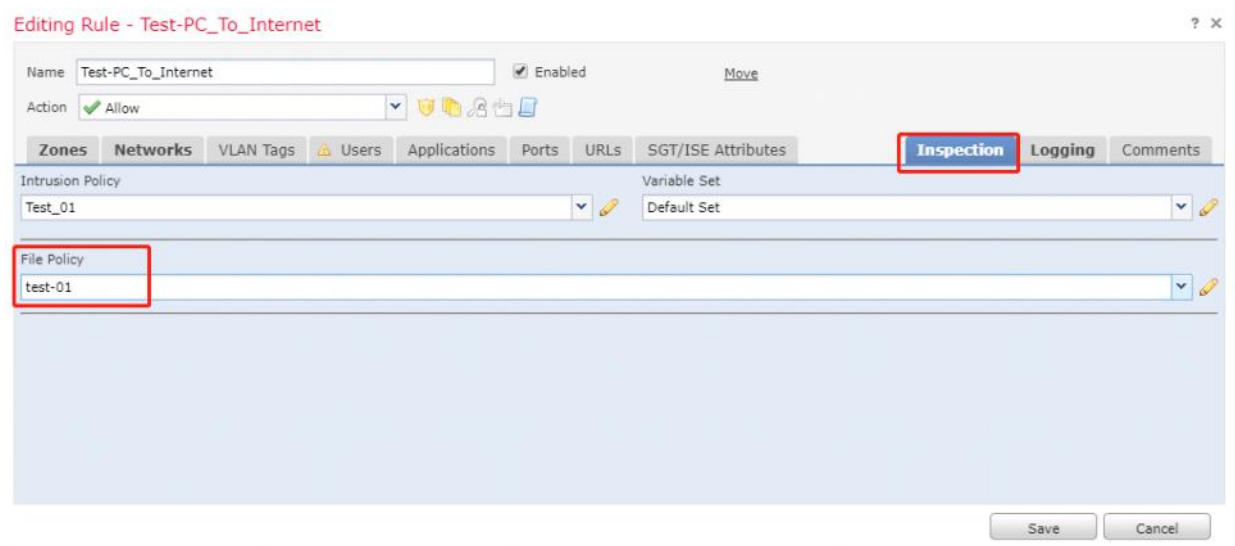 Editing Rule - Test-PC_To_Internet ? ×
Name Test-PC_To_Internet Enabled Move
Action Allow
Zones Networks VLAN Tags Users Applications Ports URLs SGT/ISE Attributes Inspection Logging Comments
Intrusion Policy Variable Set
Test_01 Default Set
File Policy
test-01
Save Cancel